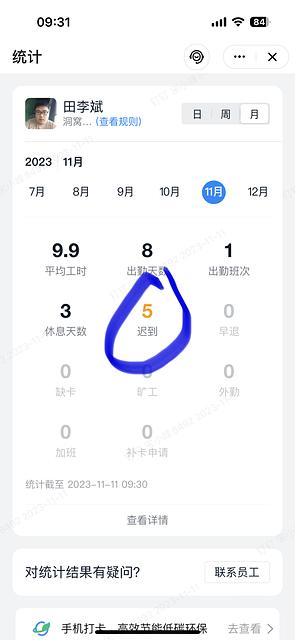 09:31
84
统计
田李斌
洞窝... (查看规则)
日 周 月
2023 11月
7月 8月 9月 10月 11月 12月
9.9 8 1
平均工时 出勤天数 出勤班次
3 5 0
休息天数 迟到 早退
0 0 0
缺卡 旷工 外勤
0 0
加班 补卡申请
统计截至 2023-11-11 09:30
查看详情
对统计结果有疑问? 联系员工
手机打卡，高效节能低碳环保 去查看